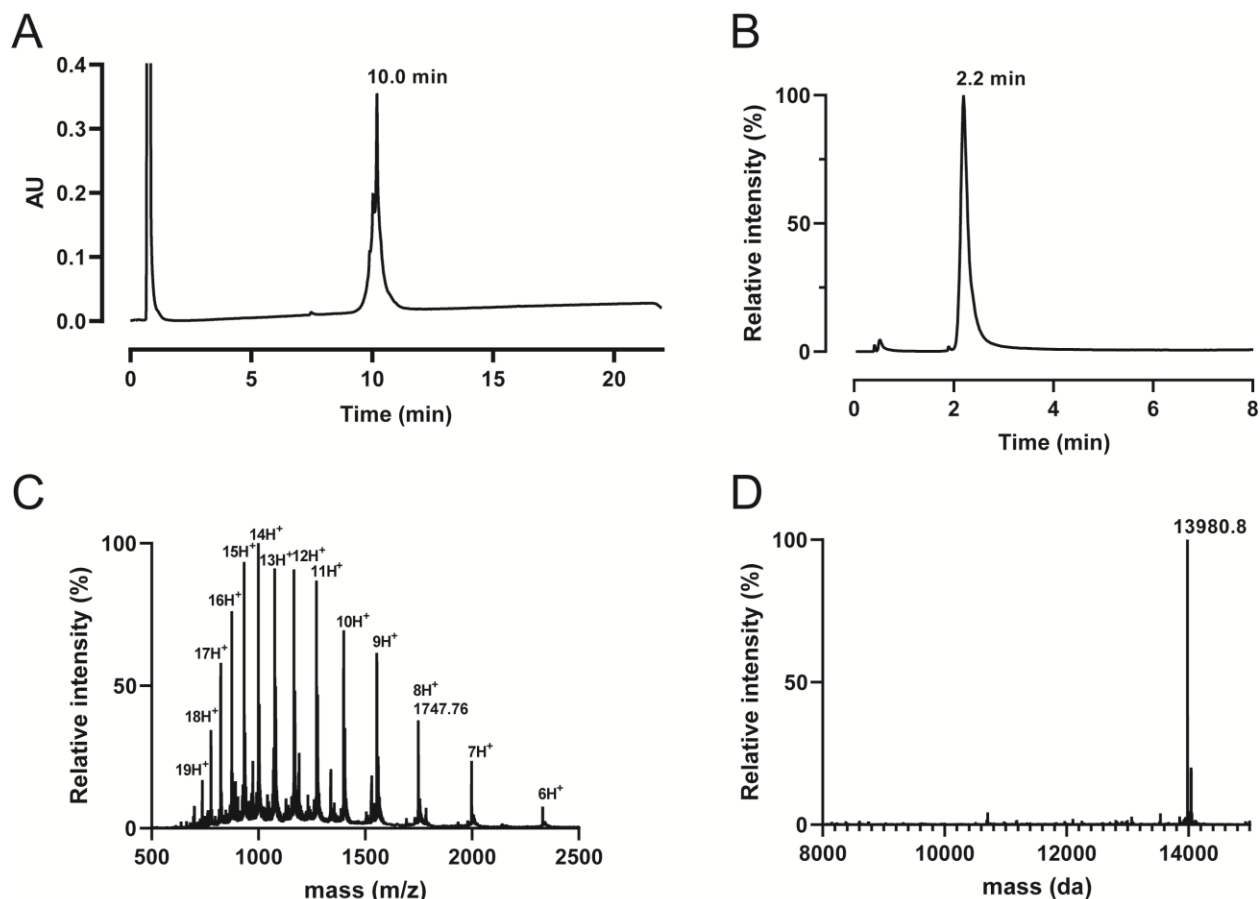 A
0.4
0.3
0.2
0.1
0.0
AU
10.0 min
0 5 10 15 20
Time (min)
B
100
50
0
Relative intensity (%)
2.2 min
0 2 4 6 8
Time (min)
C
100
50
0
Relative intensity (%)
19H⁺
18H⁺
17H⁺
16H⁺
15H⁺
14H⁺
13H⁺
12H⁺
11H⁺
10H⁺
9H⁺
8H⁺
1747.76
7H⁺
6H⁺
500 1000 1500 2000 2500
mass (m/z)
D
100
50
0
Relative intensity (%)
13980.8
8000 10000 12000 14000
mass (da)